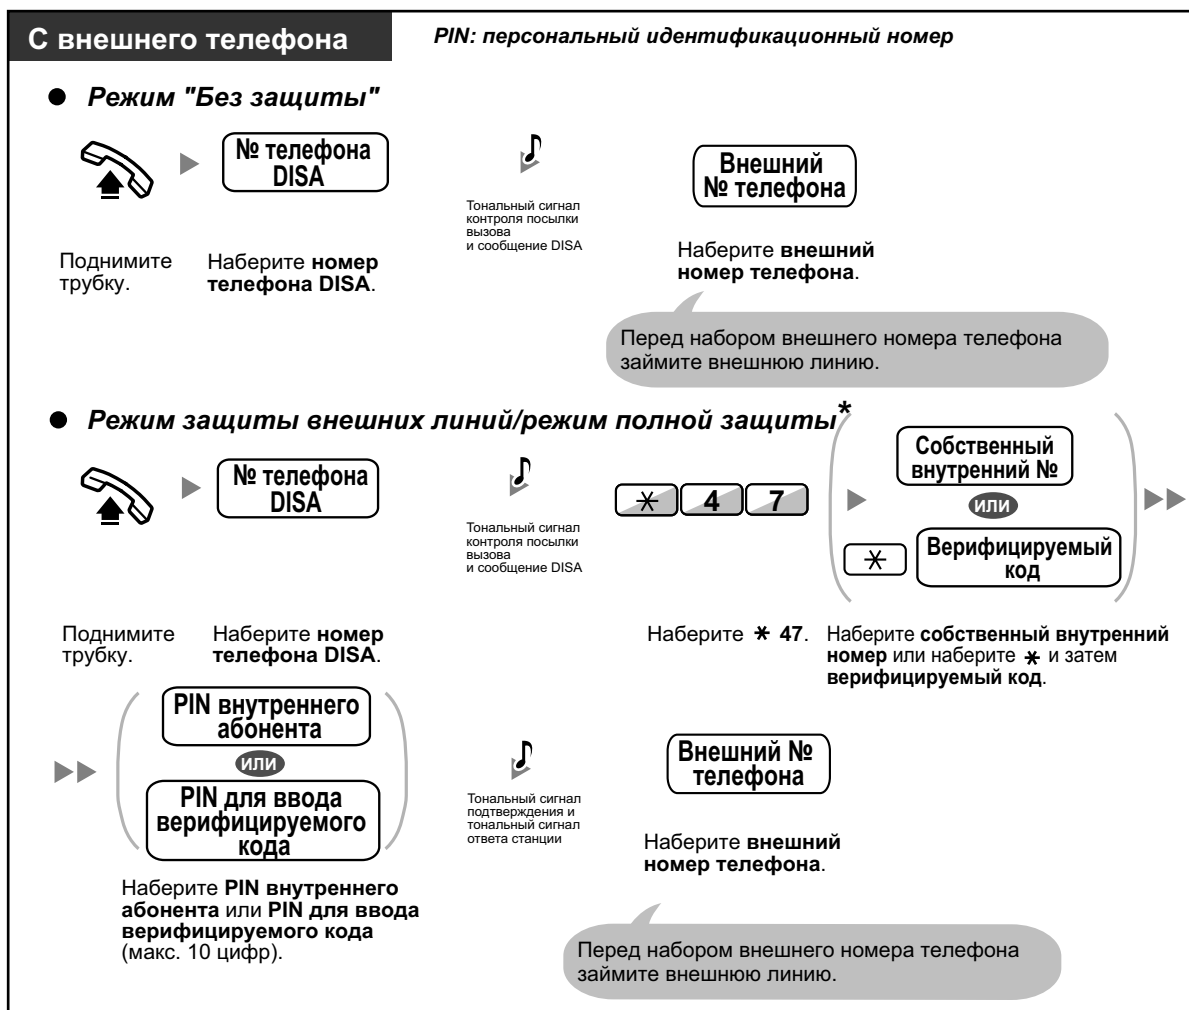 С внешнего телефона
PIN: персональный идентификационный номер
● Режим "Без защиты"
№ телефона
DISA
Внешний
№ телефона
Тональный сигнал
контроля посылки
вызова
и сообщение DISA
Поднимите
трубку.
Наберите номер
телефона DISA.
Наберите внешний
номер телефона.
Перед набором внешнего номера телефона
займите внешнюю линию.
● Режим защиты внешних линий/режим полной защиты*
№ телефона
DISA
Тональный сигнал
контроля посылки
вызова
и сообщение DISA
* 4 7
Собственный
внутренний №
или
* Верифицируемый
код
Поднимите
трубку.
Наберите номер
телефона DISA.
Наберите * 47.
Наберите собственный внутренний
номер или наберите * и затем
верифицируемый код.
PIN внутреннего
абонента
или
PIN для ввода
верифицируемого
кода
Тональный сигнал
подтверждения и
тональный сигнал
ответа станции
Внешний №
телефона
Наберите PIN внутреннего
абонента или PIN для ввода
верифицируемого кода
(макс. 10 цифр).
Наберите внешний
номер телефона.
Перед набором внешнего номера телефона
займите внешнюю линию.